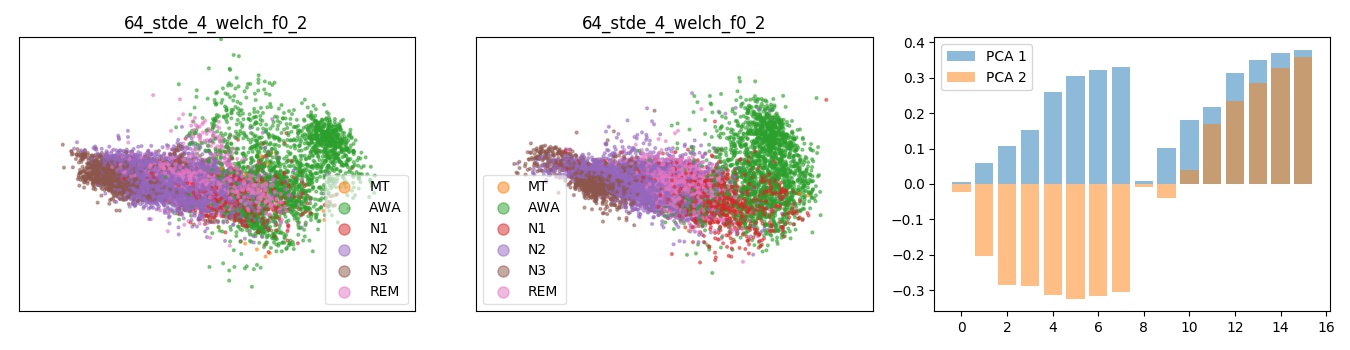 64_stde_4_welch_f0_2
MT
AWA
N1
N2
N3
REM
64_stde_4_welch_f0_2
MT
AWA
N1
N2
N3
REM
PCA 1
PCA 2
0.4
0.3
0.2
0.1
0.0
−0.1
−0.2
−0.3
0 2 4 6 8 10 12 14 16